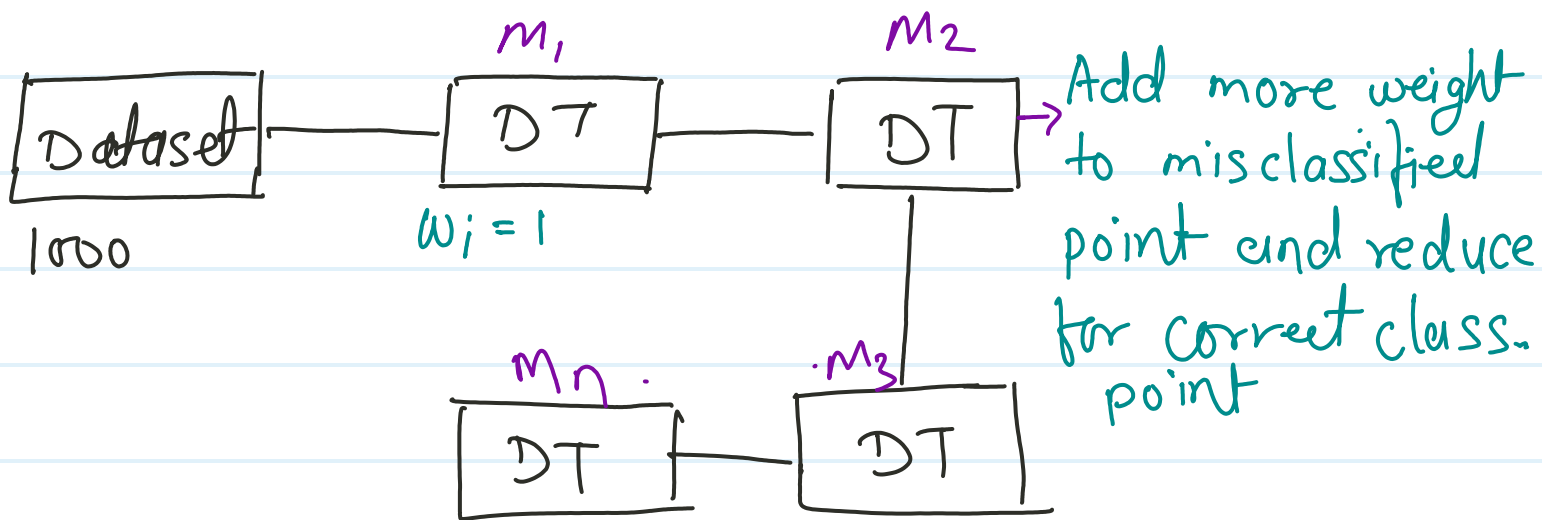 M1
M2
Dataset
DT
DT
Add more weight
to misclassified
point and reduce
for correct class.
point
1000
wi = 1
Mn
M3
DT
DT